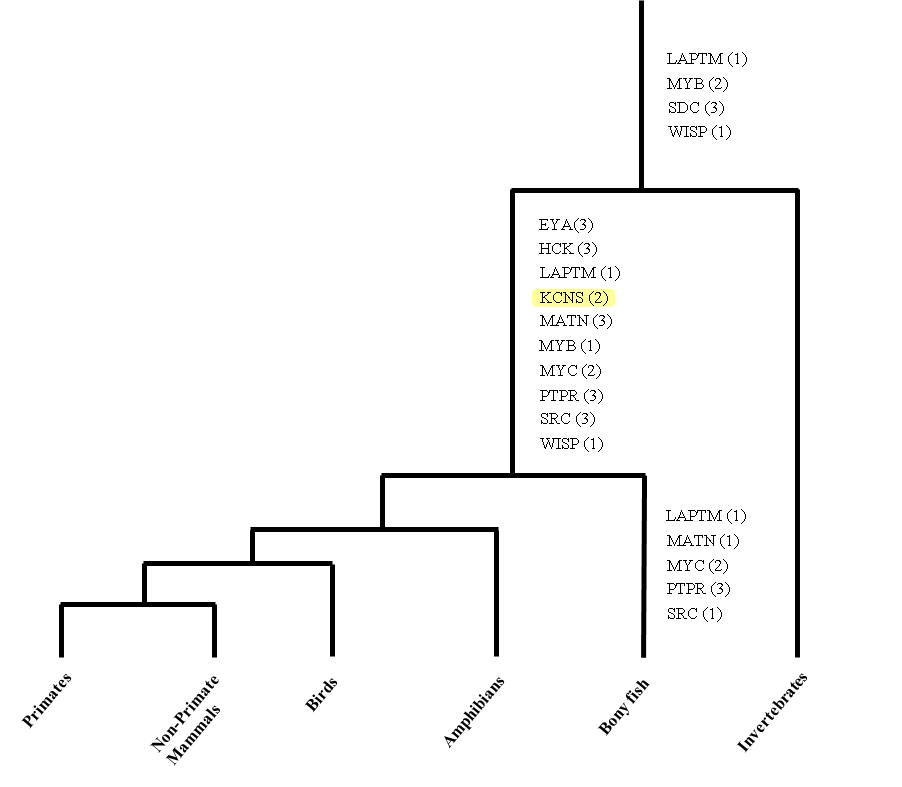 LAPTM (1)
MYB (2)
SDC (3)
WISP (1)
EYA(3)
HCK (3)
LAPTM (1)
KCNS (2)
MATN (3)
MYB (1)
MYC (2)
PTPR (3)
SRC (3)
WISP (1)
LAPTM (1)
MATN (1)
MYC (2)
PTPR (3)
SRC (1)
Primates
Non-Primate
Mammals
Birds
Amphibians
Bony fish
Invertebrates